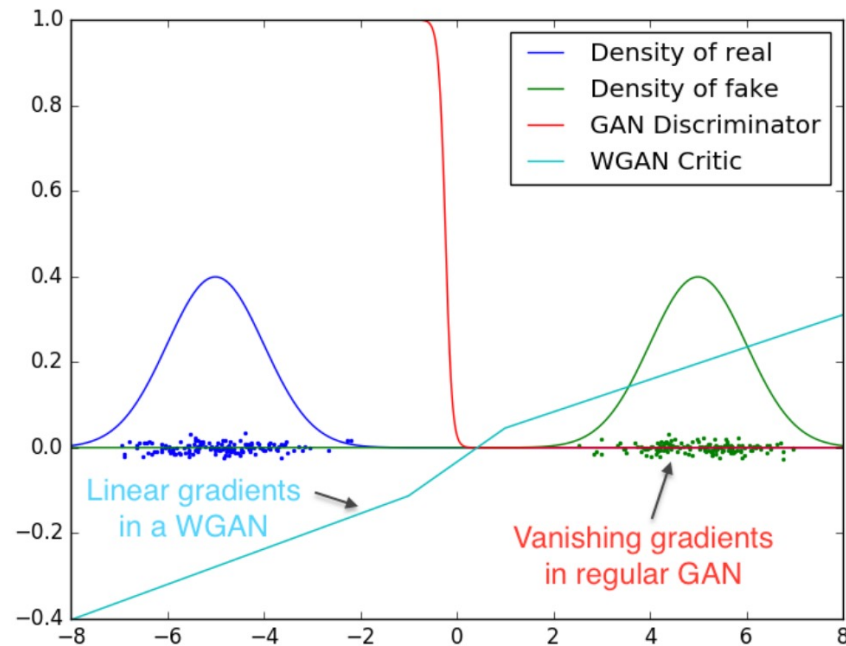 1.0
0.8
0.6
0.4
0.2
0.0
−0.2
−0.4
−8
−6
−4
−2
0
2
4
6
8
Density of real
Density of fake
GAN Discriminator
WGAN Critic
Linear gradients
in a WGAN
Vanishing gradients
in regular GAN